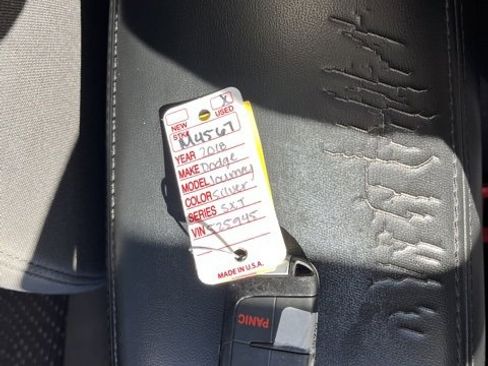 X
NEW USED
STK# M4567
YEAR 2018
MAKE Dodge
MODEL Journey
COLOR Silver
SERIES SXT
VIN 525945
MADE IN U.S.A.
PANIC